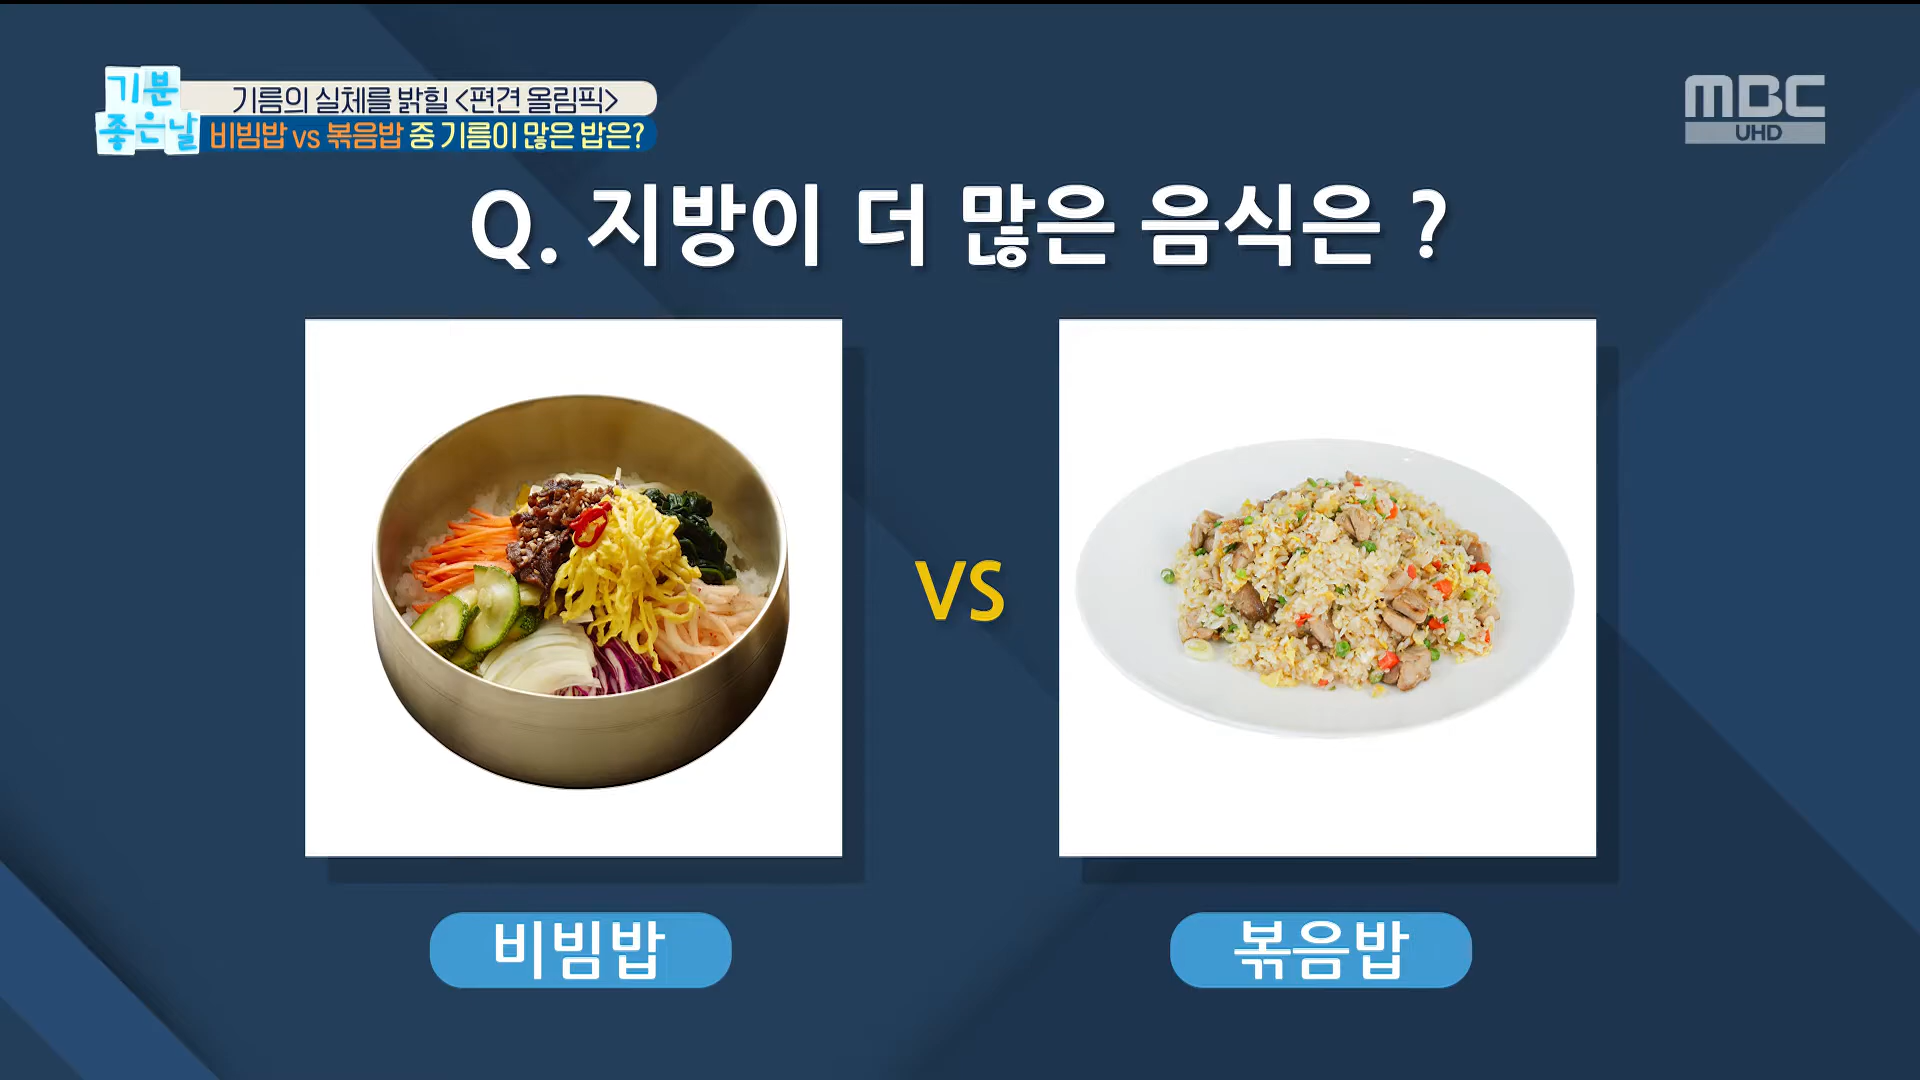 기분
좋은날
기름의 실체를 밝힐 <편견 올림픽>
비빔밥 vs 볶음밥 중 기름이 많은 밥은?
MBC
UHD
Q. 지방이 더 많은 음식은 ?
VS
비빔밥
볶음밥